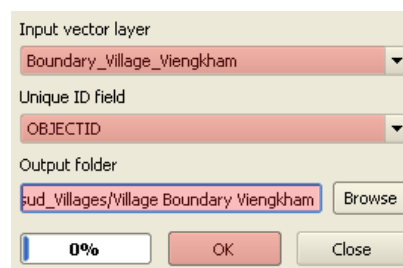 Input vector layer
Boundary_Village_Viengkham
Unique ID field
OBJECTID
Output folder
sud_Villages/Village Boundary Viengkham Browse
0% OK Close